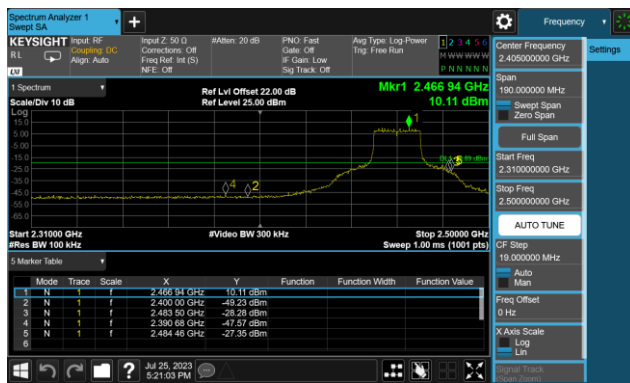 Spectrum Analyzer 1
Swept SA
Frequency
KEYSIGHT
RL
Input: RF
Coupling: DC
Align: Auto
Input Z: 50 Ω
Corrections: Off
Freq Ref: Int (S)
NFE: Off
#Atten: 20 dB
PNO: Fast
Gate: Off
IF Gain: Low
Sig Track: Off
Avg Type: Log-Power
Trig: Free Run
1 2 3 4 5 6
M W W W W W
P N N N N N
LXI
1 Spectrum
Scale/Div 10 dB
Ref Lvl Offset 22.00 dB
Ref Level 25.00 dBm
Mkr1 2.466 94 GHz
10.11 dBm
Log
15.0
5.00
-5.00
-15.0
-25.0
-35.0
-45.0
-55.0
-65.0
1
4
2
5
Start 2.31000 GHz
#Res BW 100 kHz
#Video BW 300 kHz
Stop 2.50000 GHz
Sweep 1.00 ms (1001 pts)
5 Marker Table
Mode Trace Scale X Y Function Function Width Function Value
1 N 1 f 2.466 94 GHz 10.11 dBm
2 N 1 f 2.400 00 GHz -49.23 dBm
3 N 1 f 2.483 50 GHz -28.28 dBm
4 N 1 f 2.390 68 GHz -47.57 dBm
5 N 1 f 2.484 46 GHz -27.35 dBm
6
Jul 25, 2023
5:21:03 PM
Center Frequency
2.405000000 GHz
Settings
Span
190.000000 MHz
Swept Span
Zero Span
Full Span
Start Freq
2.310000000 GHz
Stop Freq
2.500000000 GHz
AUTO TUNE
CF Step
19.000000 MHz
Auto
Man
Freq Offset
0 Hz
X Axis Scale
Log
Lin
Signal Track
(Span Zoom)